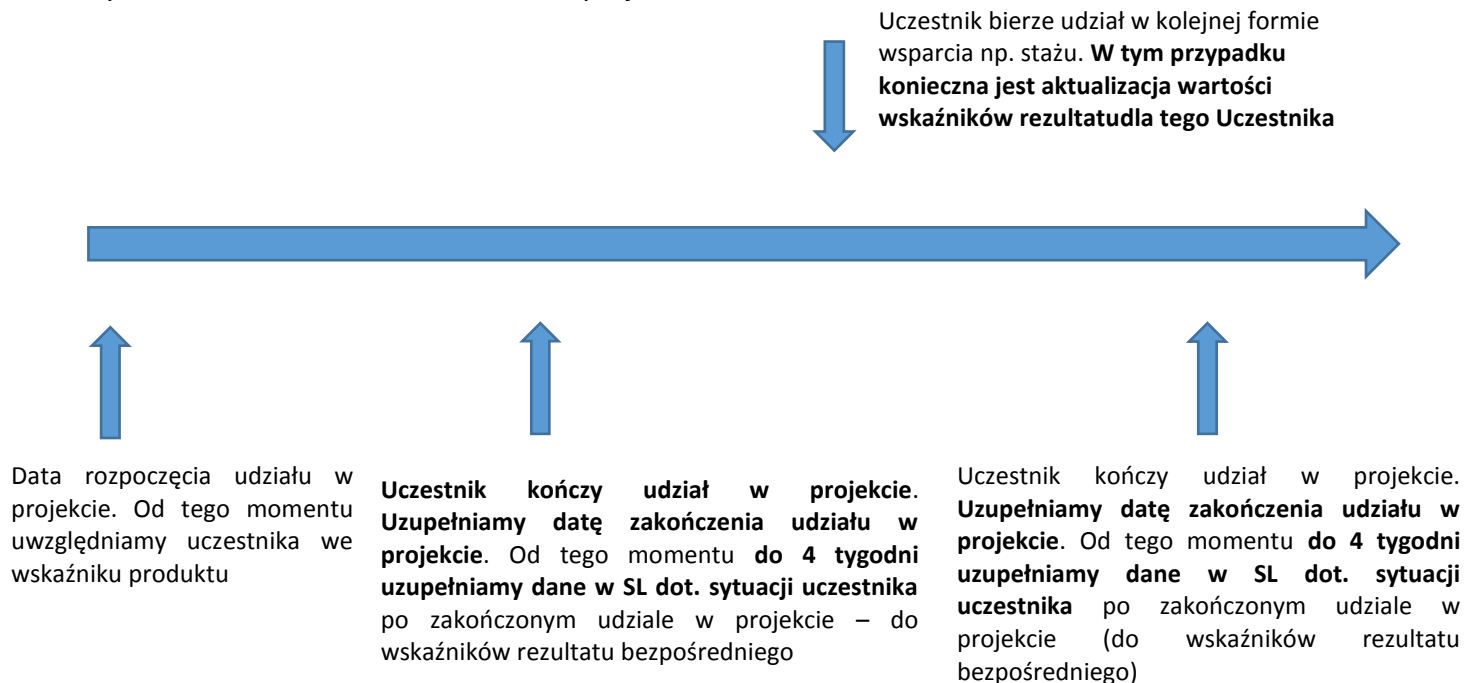 Uczestnik bierze udział w kolejnej formie
wsparcia np. stażu. W tym przypadku
konieczna jest aktualizacja wartości
wskaźników rezultatudla tego Uczestnika
Data rozpoczęcia udziału w
projekcie. Od tego momentu
uwzględniamy uczestnika we
wskaźniku produktu
Uczestnik kończy udział w projekcie.
Uzupełniamy datę zakończenia udziału w
projekcie. Od tego momentu do 4 tygodni
uzupełniamy dane w SL dot. sytuacji uczestnika
po zakończonym udziale w projekcie – do
wskaźników rezultatu bezpośredniego
Uczestnik kończy udział w projekcie.
Uzupełniamy datę zakończenia udziału w
projekcie. Od tego momentu do 4 tygodni
uzupełniamy dane w SL dot. sytuacji
uczestnika po zakończonym udziale w
projekcie (do wskaźników rezultatu
bezpośredniego)